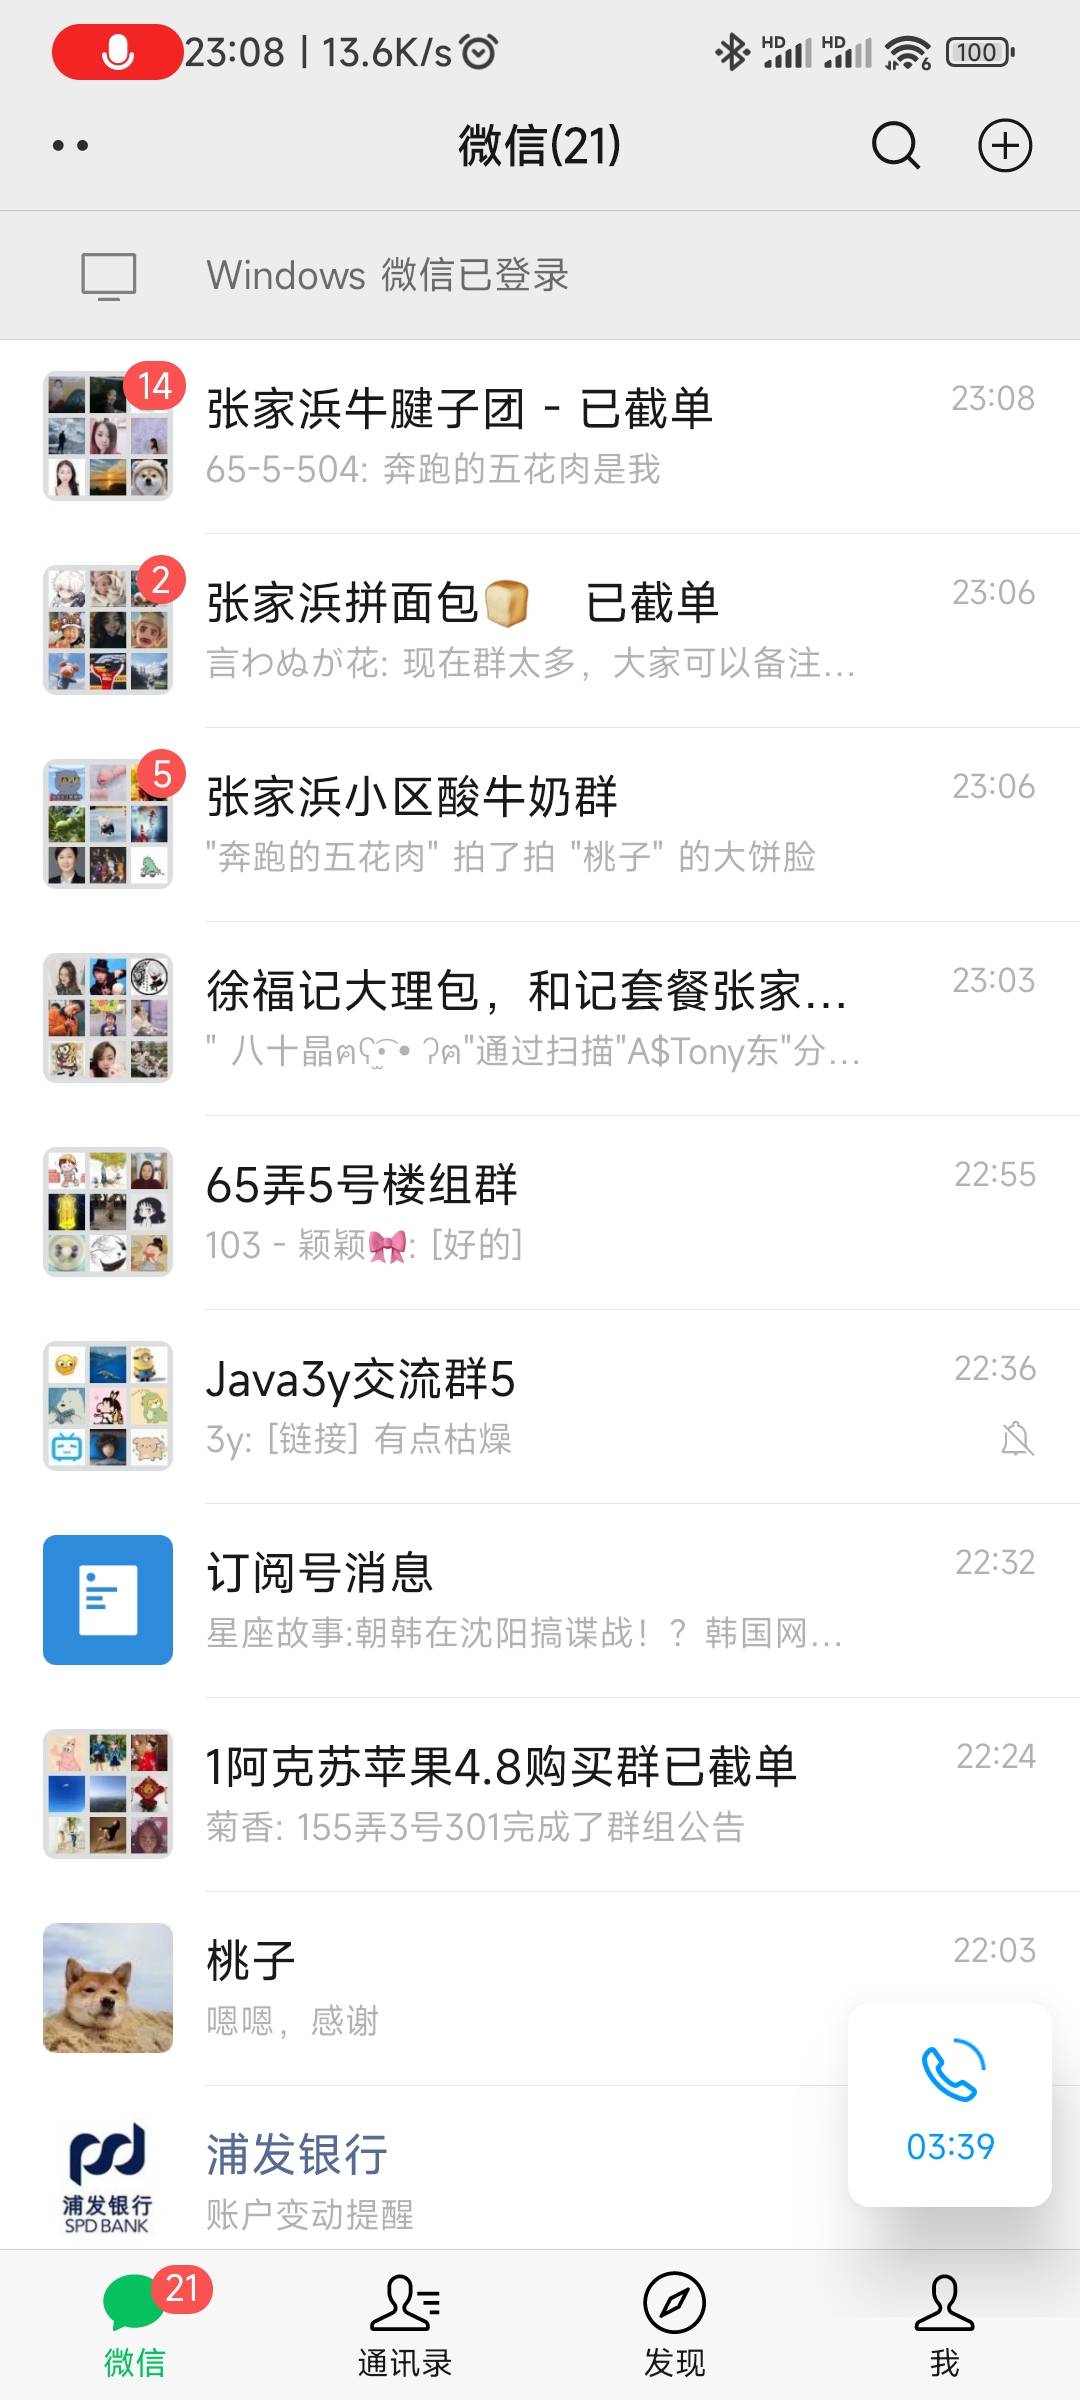 23:08 | 13.6K/s
HD HD 6 100
微信(21)
Windows 微信已登录
14
张家浜牛腱子团 - 已截单
23:08
65-5-504: 奔跑的五花肉是我
2
张家浜拼面包🍞 已截单
23:06
言わぬが花: 现在群太多，大家可以备注...
5
张家浜小区酸牛奶群
23:06
"奔跑的五花肉" 拍了拍 "桃子" 的大饼脸
徐福记大理包，和记套餐张家...
23:03
"通过扫描"A$Tony东"分...
65弄5号楼组群
22:55
103 - 颖颖🎀: [好的]
Java3y交流群5
22:36
3y: [链接] 有点枯燥
订阅号消息
22:32
星座故事:朝韩在沈阳搞谍战！？韩国网...
1阿克苏苹果4.8购买群已截单
22:24
菊香: 155弄3号301完成了群组公告
桃子
22:03
嗯嗯，感谢
03:39
浦发银行
SPD BANK
浦发银行
账户变动提醒
21
微信
通讯录
发现
我